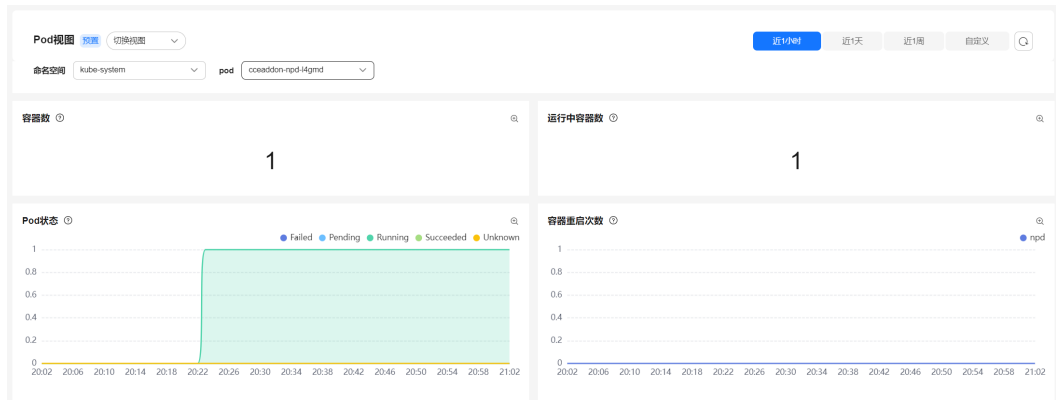 Pod视图 预置 切换视图 近1小时 近1天 近1周 自定义
命名空间 kube-system pod cceaddon-npd-l4gmd
容器数
1
运行中容器数
1
Pod状态
Failed Pending Running Succeeded Unknown
1
0.8
0.6
0.4
0.2
0
20:02 20:06 20:10 20:14 20:18 20:22 20:26 20:30 20:34 20:38 20:42 20:46 20:50 20:54 20:58 21:02
容器重启次数
npd
1
0.8
0.6
0.4
0.2
0
20:02 20:06 20:10 20:14 20:18 20:22 20:26 20:30 20:34 20:38 20:42 20:46 20:50 20:54 20:58 21:02